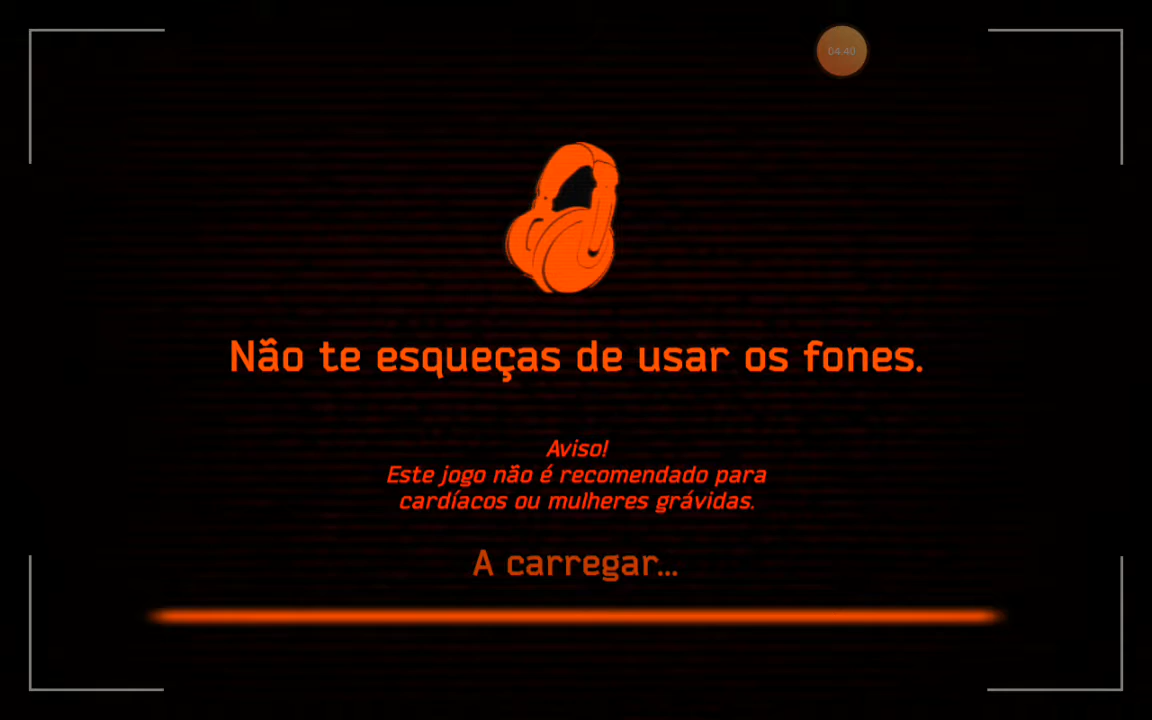 04:40
Não te esqueças de usar os fones.
Aviso!
Este jogo não é recomendado para
cardíacos ou mulheres grávidas.
A carregar...